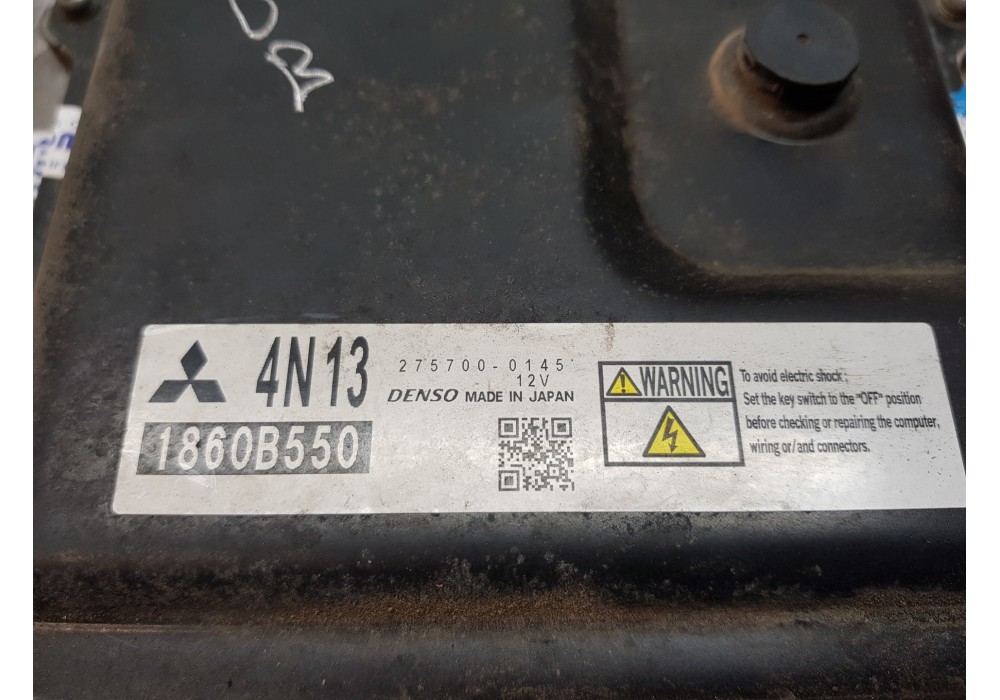 B
4N13
275700-0145
12V
DENSO MADE IN JAPAN
1860B550
WARNING
To avoid electric shock;
Set the key switch to the "OFF" position
before checking or repairing the computer,
wiring or/and connectors.